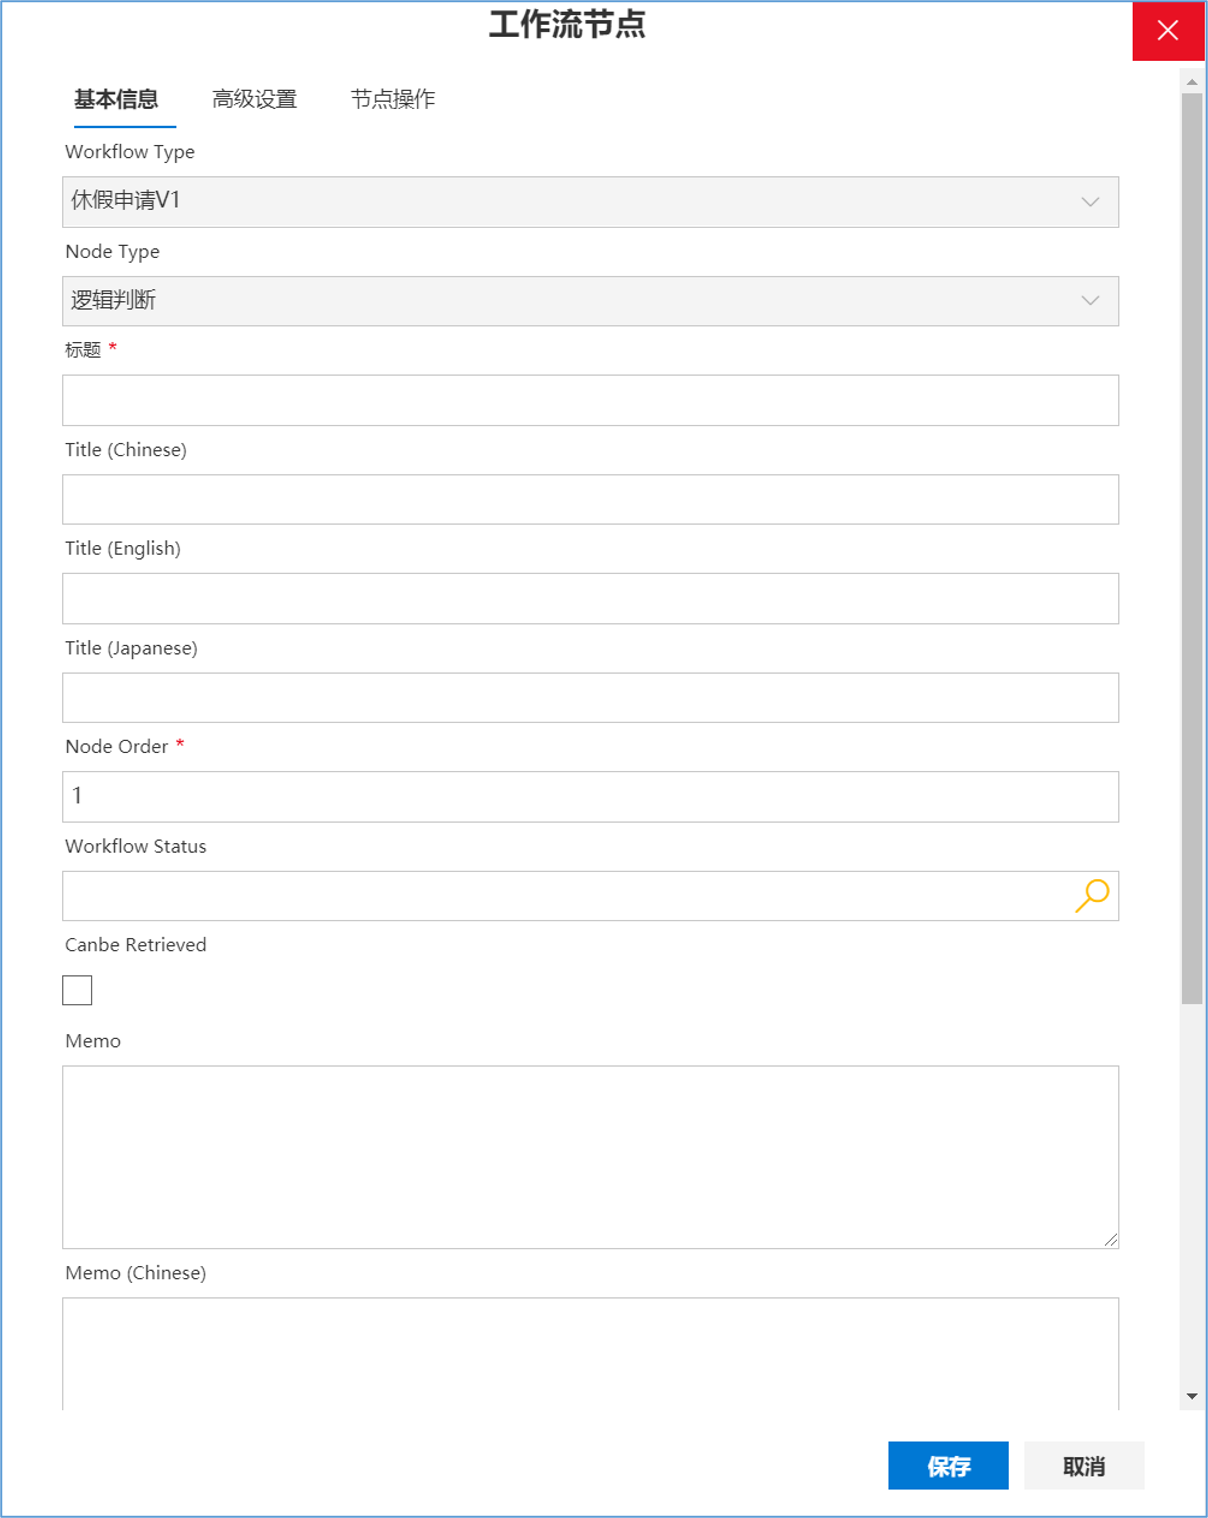 工作流节点
基本信息 高级设置 节点操作
Workflow Type
休假申请V1
Node Type
逻辑判断
标题 *
Title (Chinese)
Title (English)
Title (Japanese)
Node Order *
1
Workflow Status
Canbe Retrieved
Memo
Memo (Chinese)
保存 取消